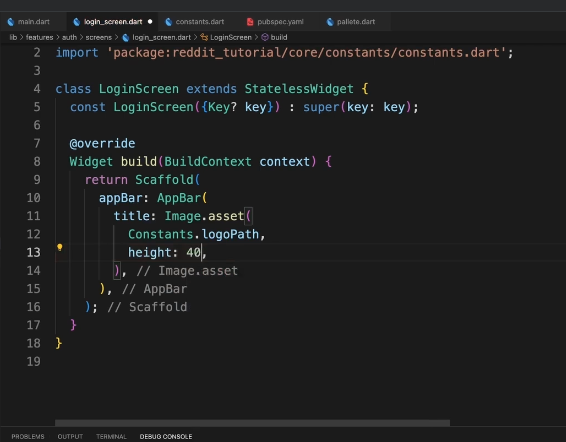 main.dart login_screen.dart constants.dart pubspec.yaml pallete.dart
lib > features > auth > screens > login_screen.dart > LoginScreen > build
2 import 'package:reddit_tutorial/core/constants/constants.dart';
3
4 class LoginScreen extends StatelessWidget {
5 const LoginScreen({Key? key}) : super(key: key);
6
7 @override
8 Widget build(BuildContext context) {
9 return Scaffold(
10 appBar: AppBar(
11 title: Image.asset(
12 Constants.logoPath,
13 height: 40,
14 ), // Image.asset
15 ), // AppBar
16 ); // Scaffold
17 }
18 }
19
PROBLEMS OUTPUT TERMINAL DEBUG CONSOLE